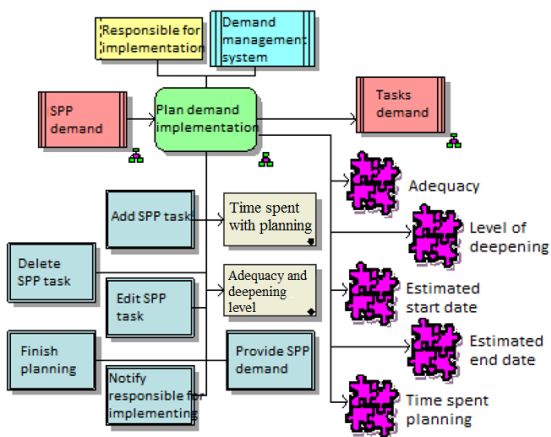 Responsible for
implementation
Demand
management
system
SPP
demand
Plan demand
implementation
Tasks
demand
Adequacy
Add SPP task
Time spent
with planning
Level of
deepening
Delete
SPP task
Edit SPP
task
Adequacy and
deepening
level
Estimated
start date
Finish
planning
Provide SPP
demand
Estimated
end date
Notify
responsible for
implementing
Time spent
planning